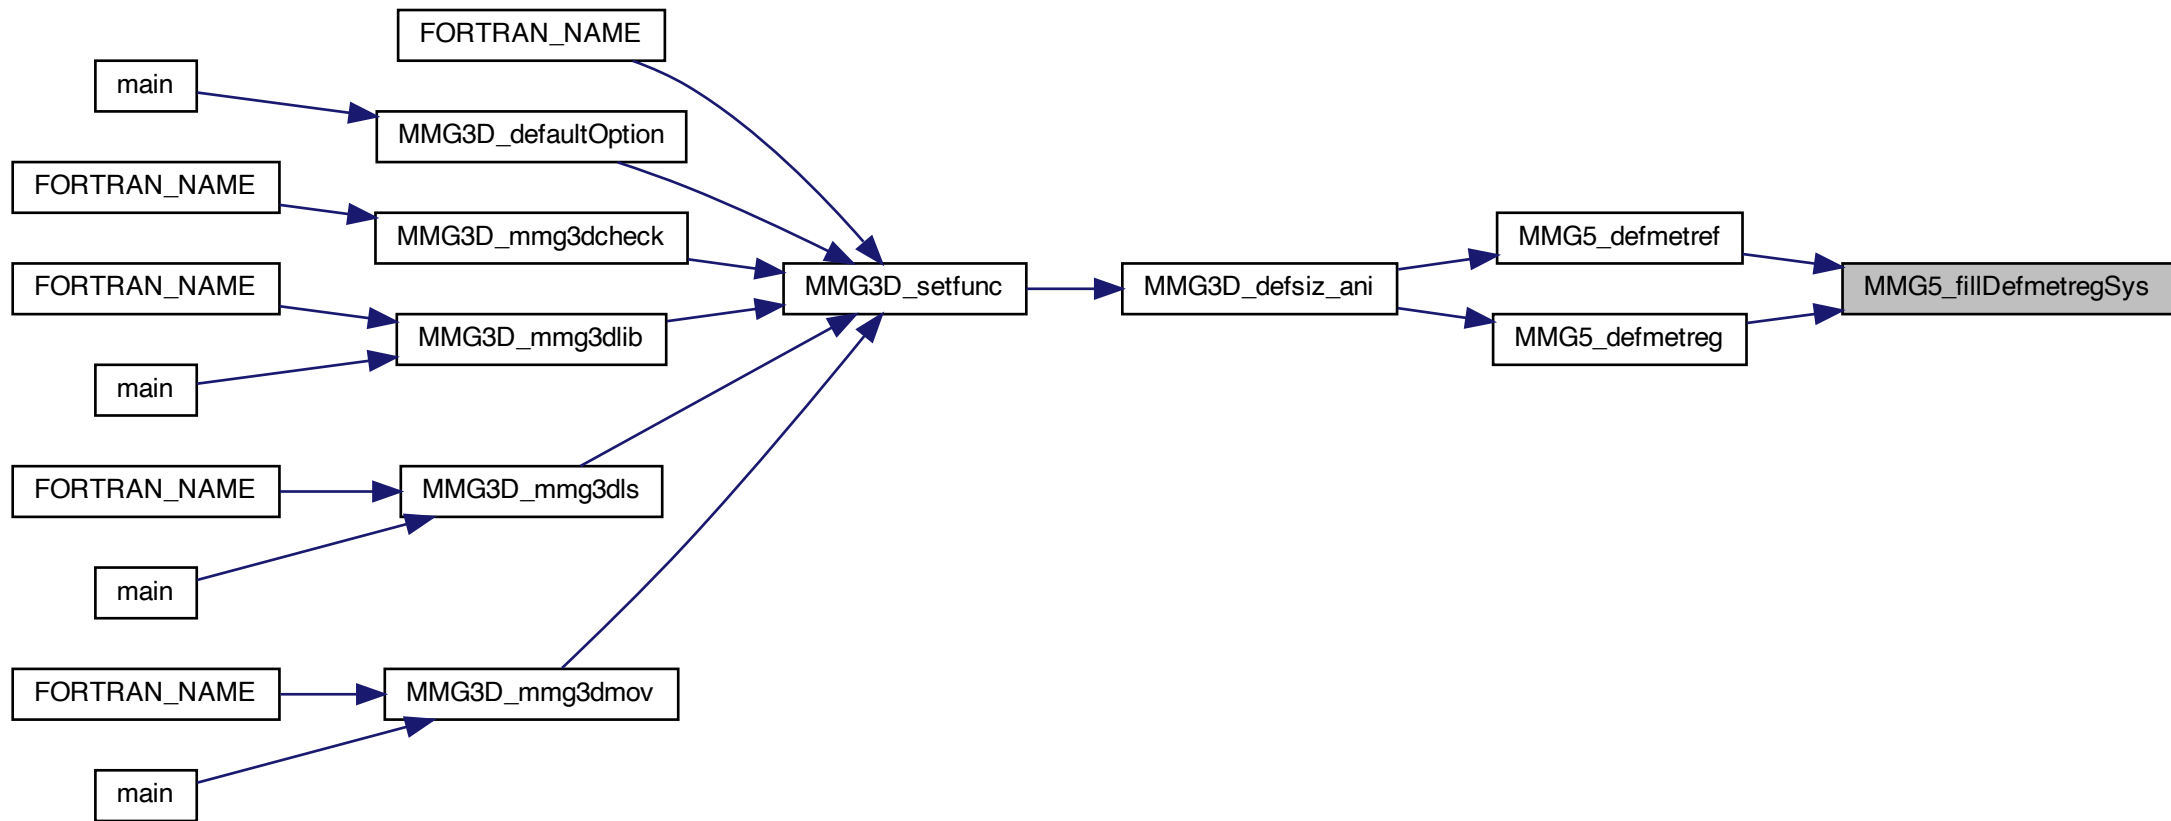 FORTRAN_NAME
main
MMG3D_defaultOption
FORTRAN_NAME
MMG3D_mmg3dcheck
MMG5_defmetref
FORTRAN_NAME
MMG3D_setfunc
MMG3D_defsiz_ani
MMG5_fillDefmetregSys
MMG3D_mmg3dlib
MMG5_defmetreg
main
FORTRAN_NAME
MMG3D_mmg3dls
main
FORTRAN_NAME
MMG3D_mmg3dmov
main